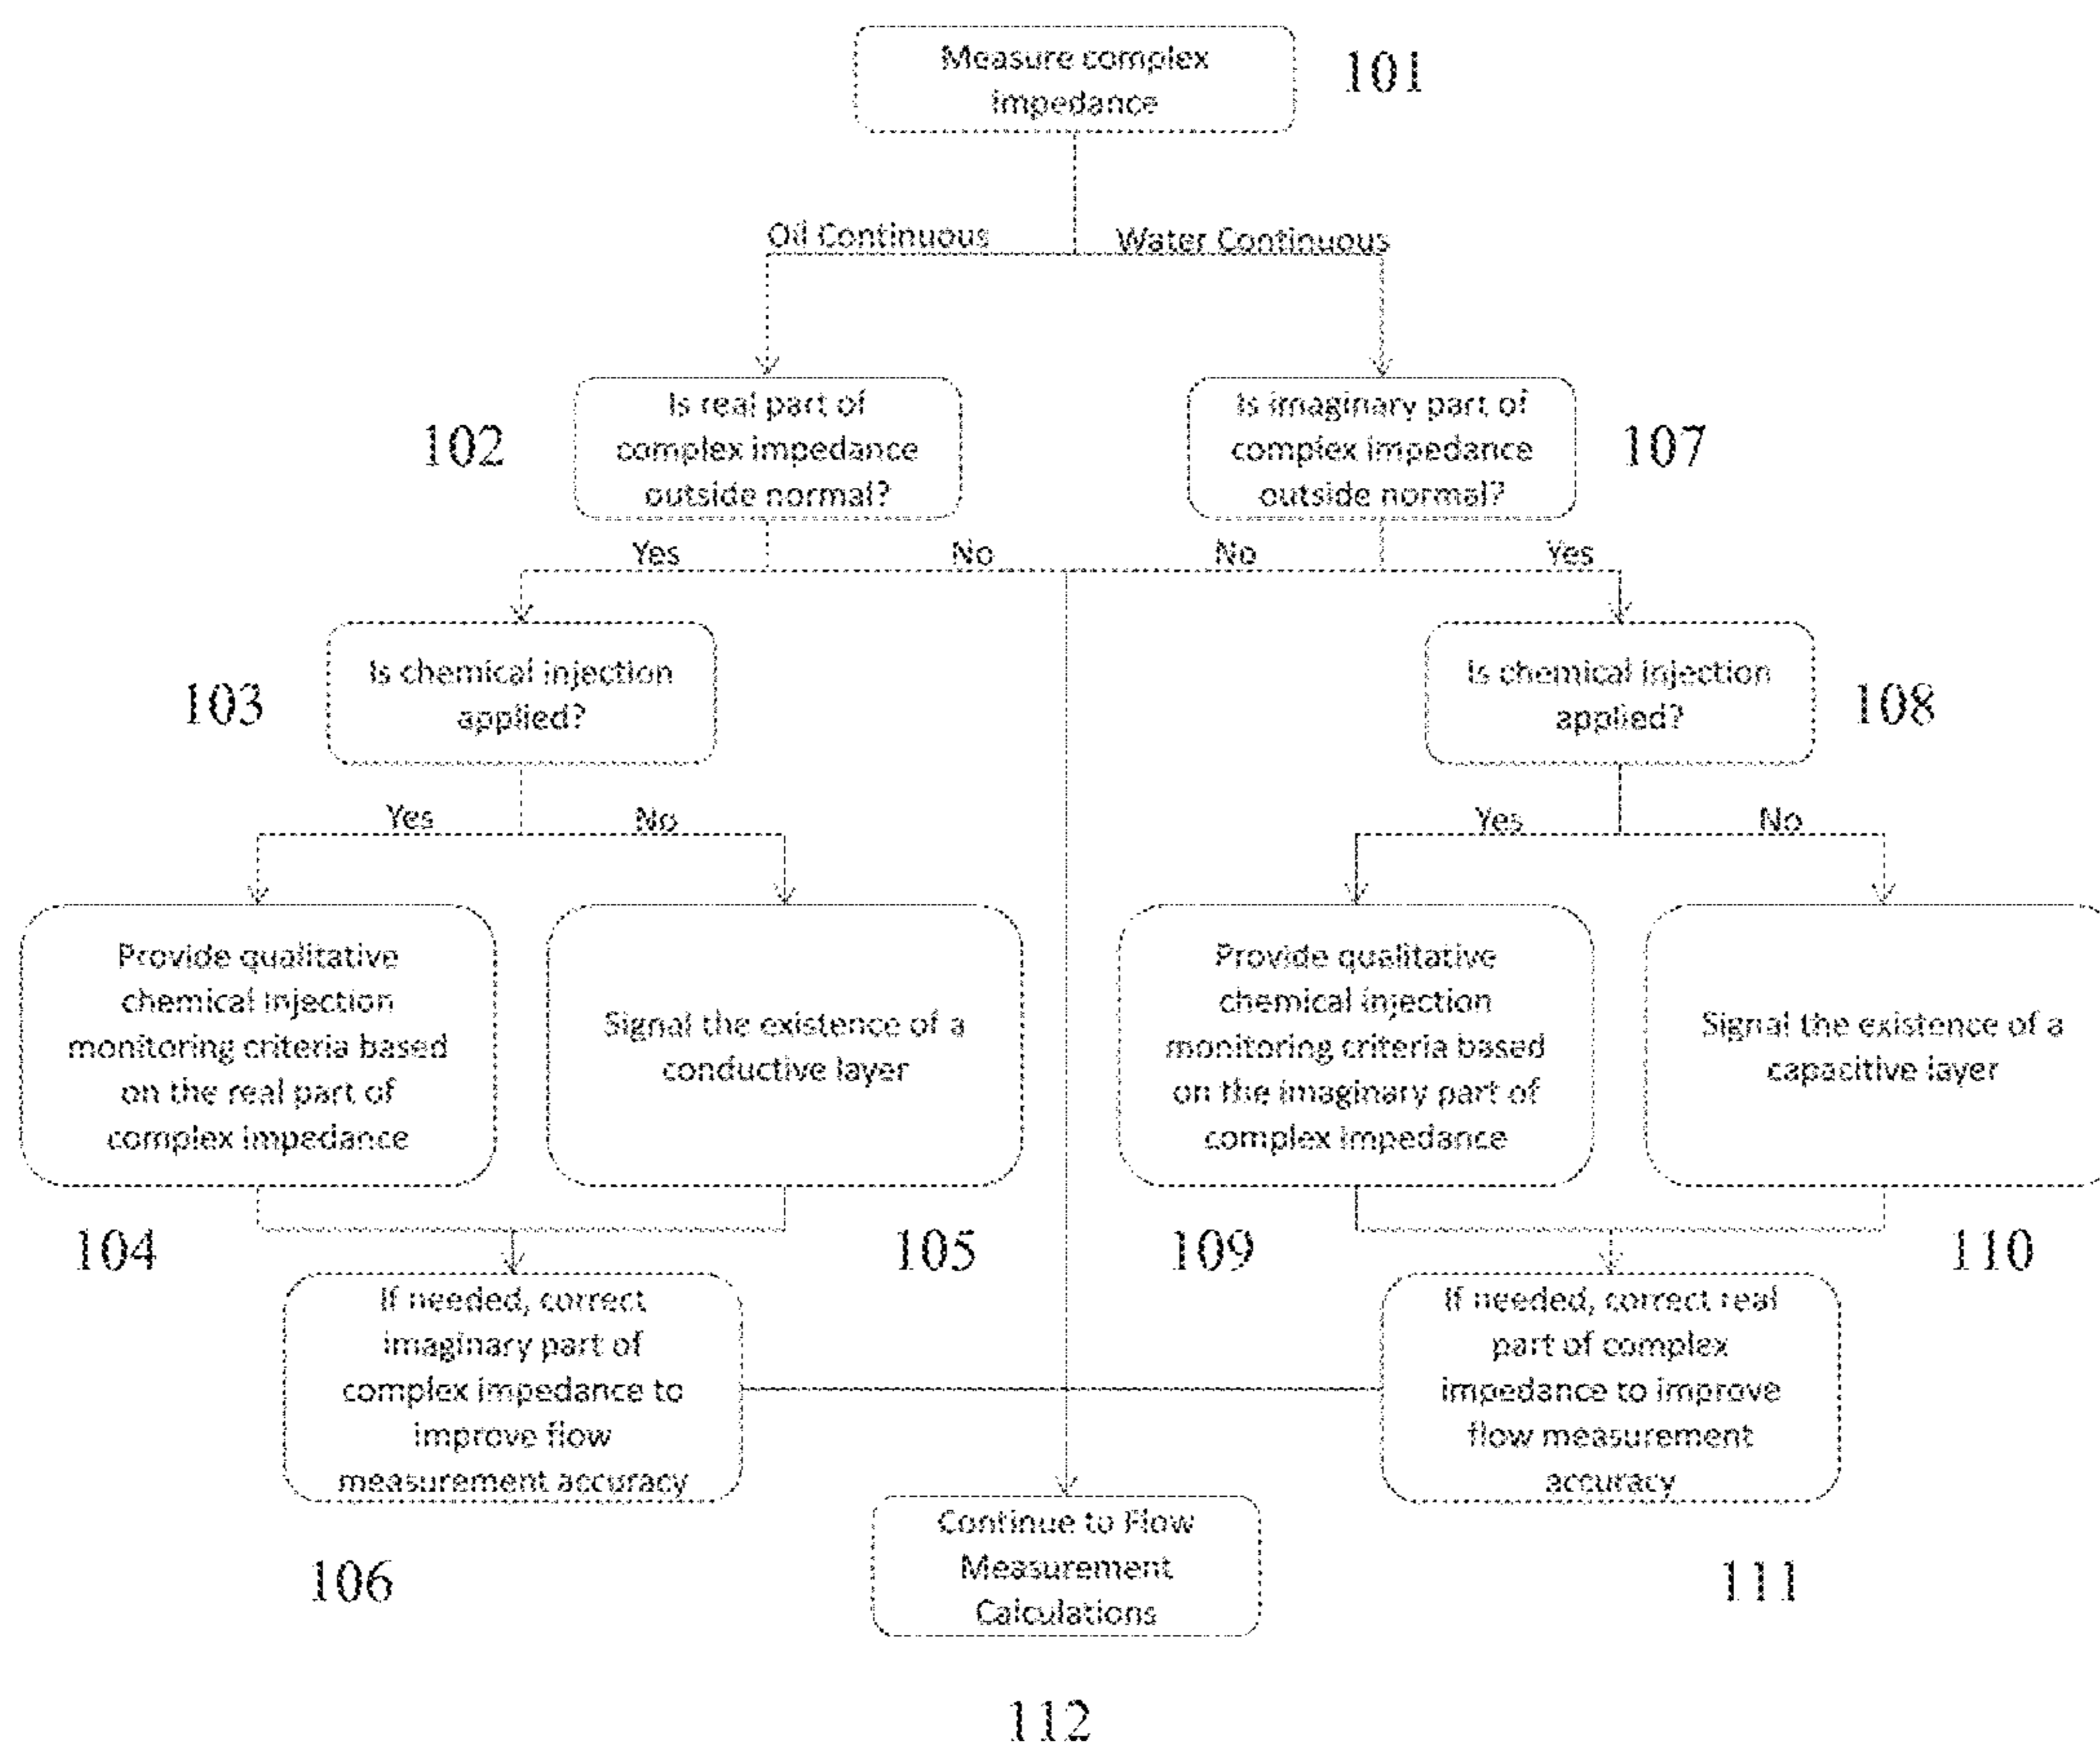 Measure complex
impedance
101
Oil Continuous
Water Continuous
102
Is real part of
complex impedance
outside normal?
Is imaginary part of
complex impedance
outside normal?
107
Yes
No
No
Yes
103
Is chemical injection
applied?
Is chemical injection
applied?
108
Yes
No
Yes
No
Provide qualitative
chemical injection
monitoring criteria based
on the real part of
complex impedance
Signal the existence of a
conductive layer
Provide qualitative
chemical injection
monitoring criteria based
on the imaginary part of
complex impedance
Signal the existence of a
capacitive layer
104
105
109
110
If needed, correct
imaginary part of
complex impedance to
improve flow
measurement accuracy
If needed, correct real
part of complex
impedance to improve
flow measurement
accuracy
Continue to Flow
Measurement
Calculations
106
111
112